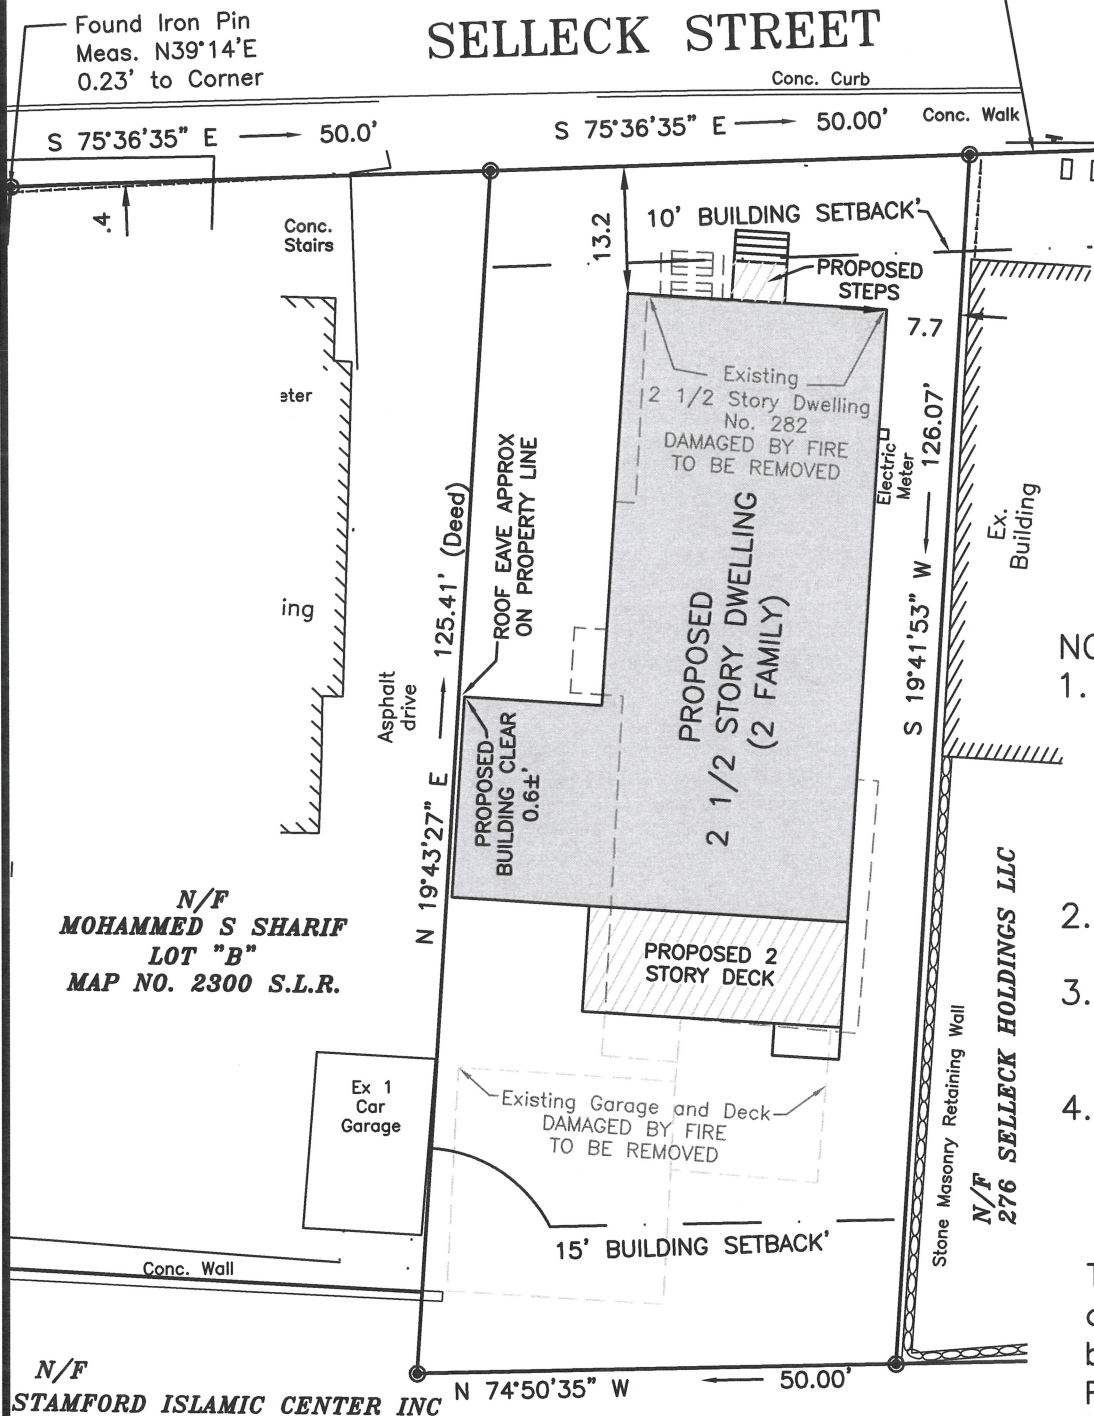 Found Iron Pin
Meas. N39°14'E
0.23' to Corner
SELLECK STREET
Conc. Curb
Conc. Walk
S 75°36'35" E
50.0'
S 75°36'35" E
50.00'
.4
Conc.
Stairs
13.2
10' BUILDING SETBACK'
PROPOSED
STEPS
7.7
Existing
2 1/2 Story Dwelling
No. 282
DAMAGED BY FIRE
TO BE REMOVED
Electric
Meter
126.07'
S 19°41'53" W
Ex.
Building
ROOF EAVE APPROX
ON PROPERTY LINE
125.41' (Deed)
N 19°43'27" E
Asphalt
drive
eter
ing
PROPOSED
2 1/2 STORY DWELLING
(2 FAMILY)
PROPOSED
BUILDING CLEAR
0.6±'
NO
1.
2.
3.
4.
N/F
MOHAMMED S SHARIF
LOT "B"
MAP NO. 2300 S.L.R.
PROPOSED 2
STORY DECK
Stone Masonry Retaining Wall
N/F
276 SELLECK HOLDINGS LLC
Ex 1
Car
Garage
Existing Garage and Deck
DAMAGED BY FIRE
TO BE REMOVED
15' BUILDING SETBACK'
Conc. Wall
N/F
STAMFORD ISLAMIC CENTER INC
N 74°50'35" W
50.00'